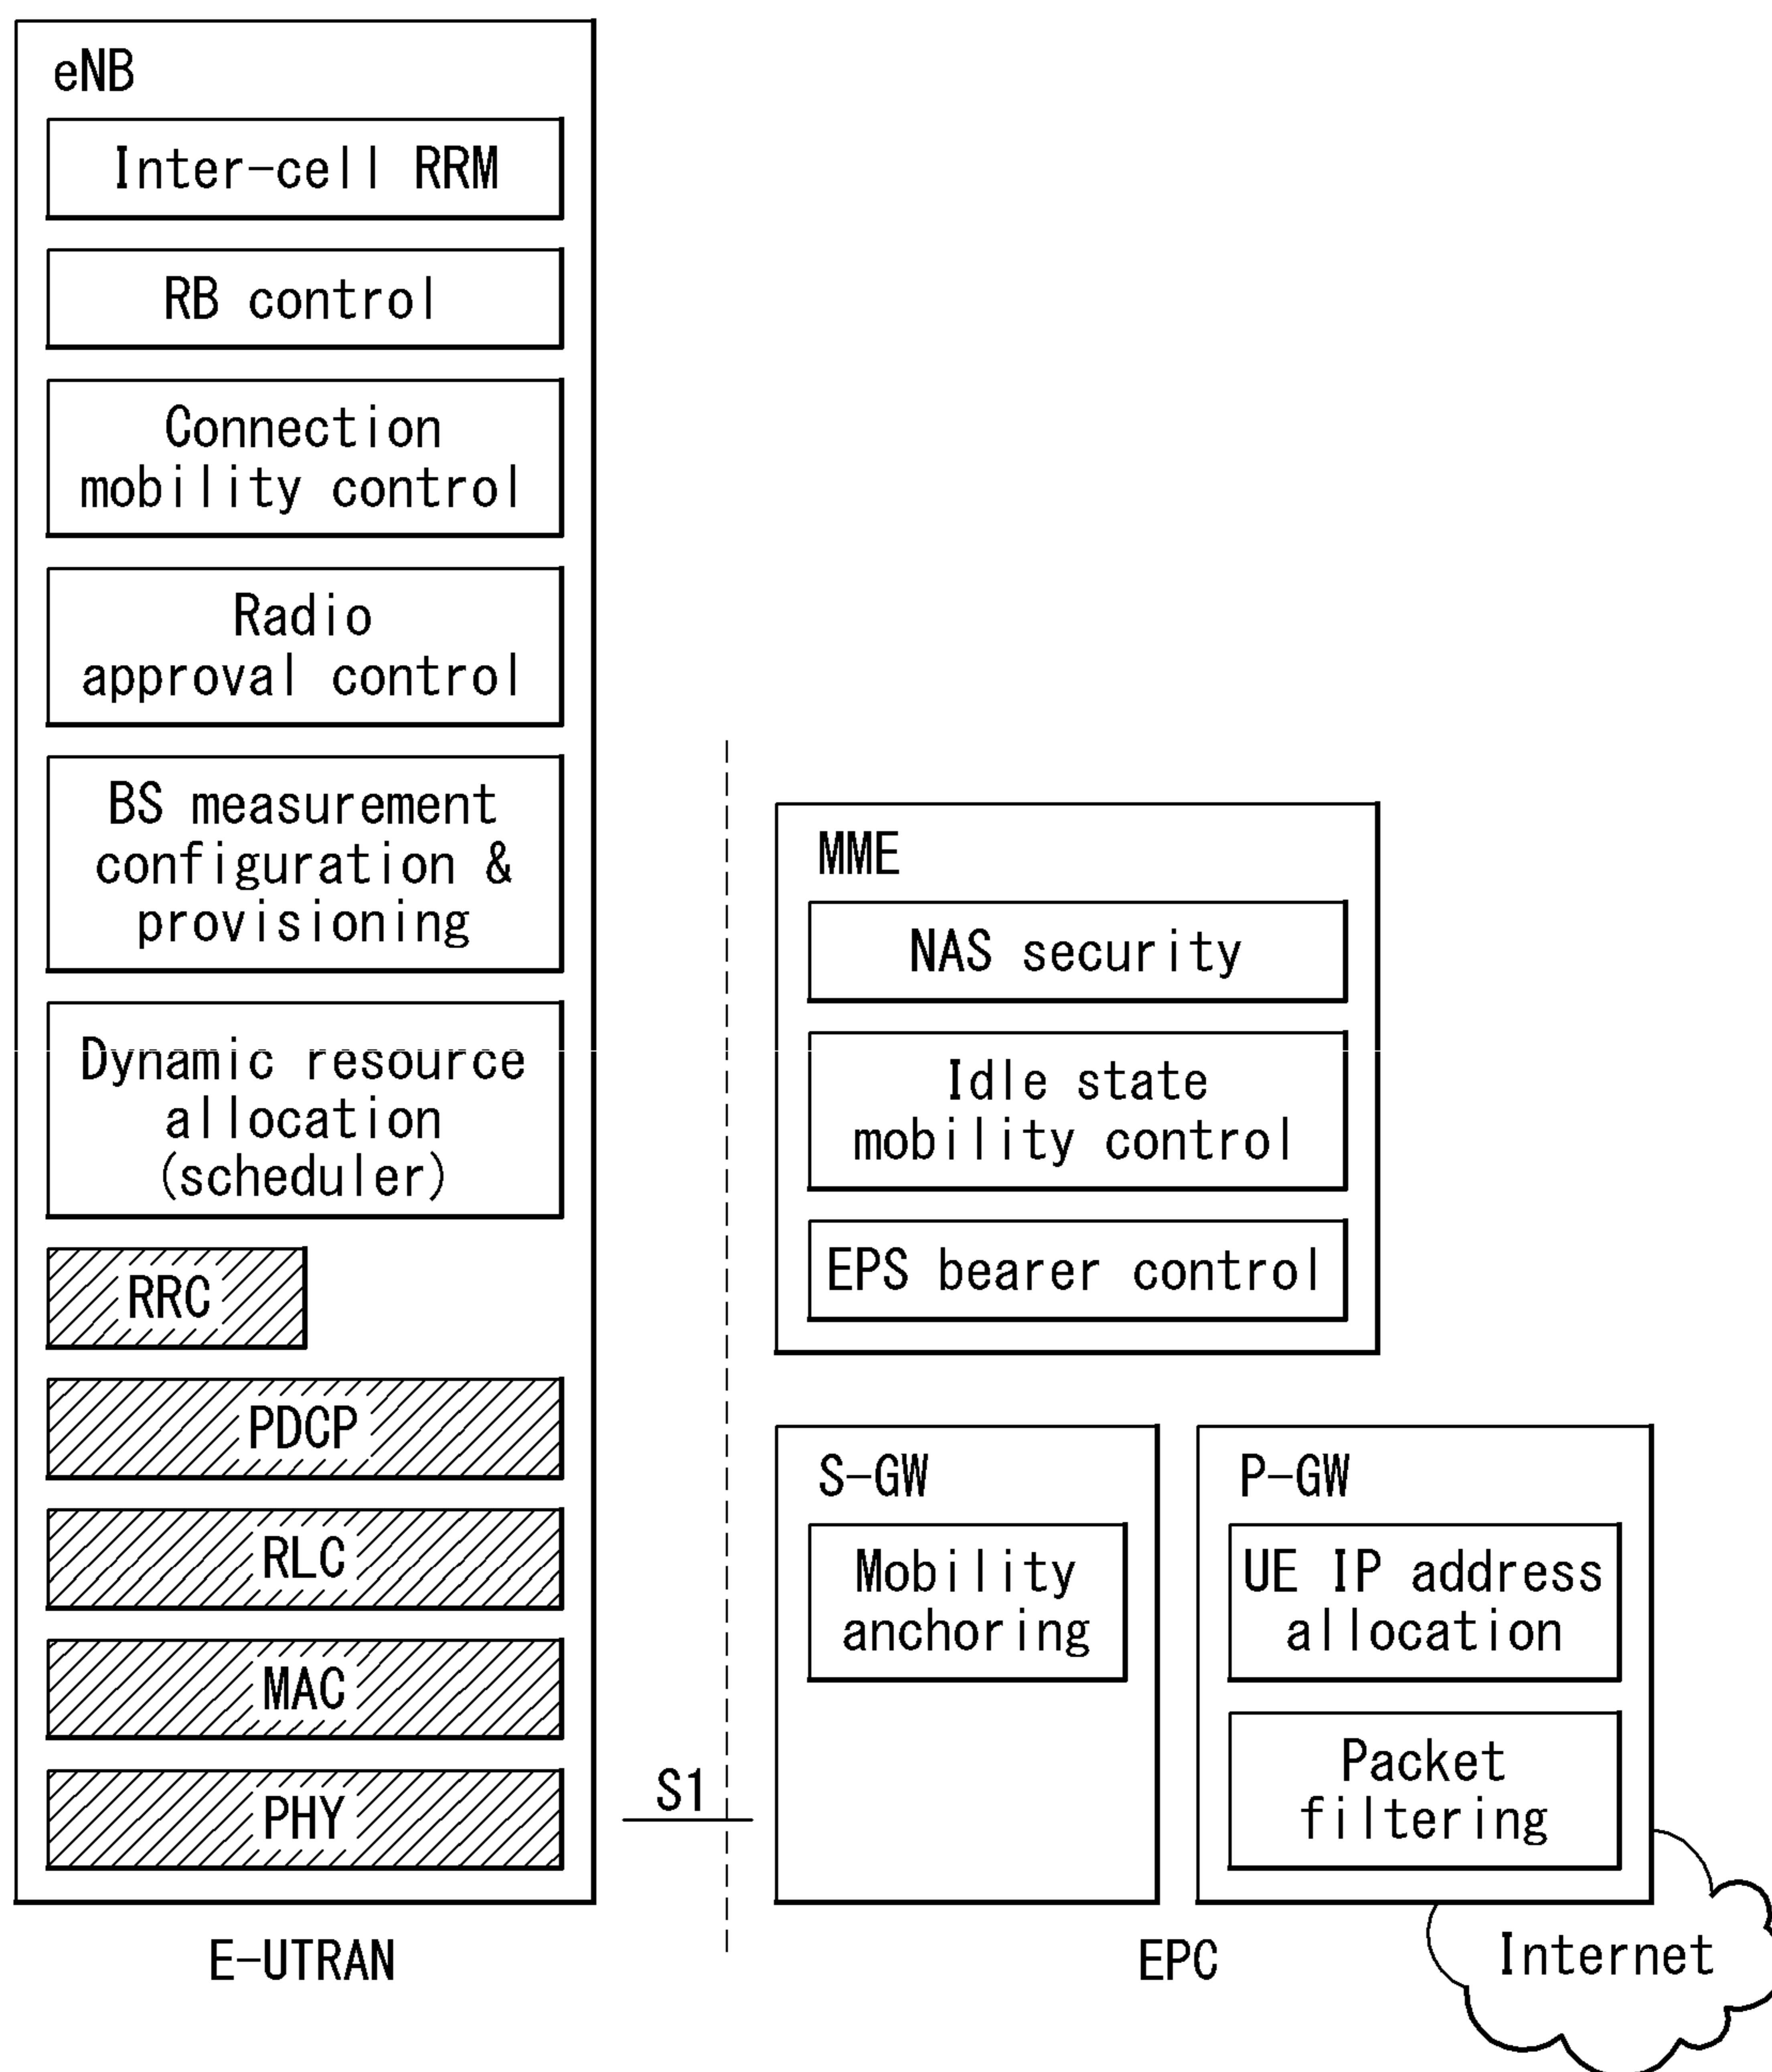 eNB
Inter-cell RRM
RB control
Connection
mobility control
Radio
approval control
BS measurement
configuration &
provisioning
Dynamic resource
allocation
(scheduler)
RRC
PDCP
RLC
MAC
PHY
E-UTRAN
S1
MME
NAS security
Idle state
mobility control
EPS bearer control
S-GW
Mobility
anchoring
P-GW
UE IP address
allocation
Packet
filtering
EPC
Internet